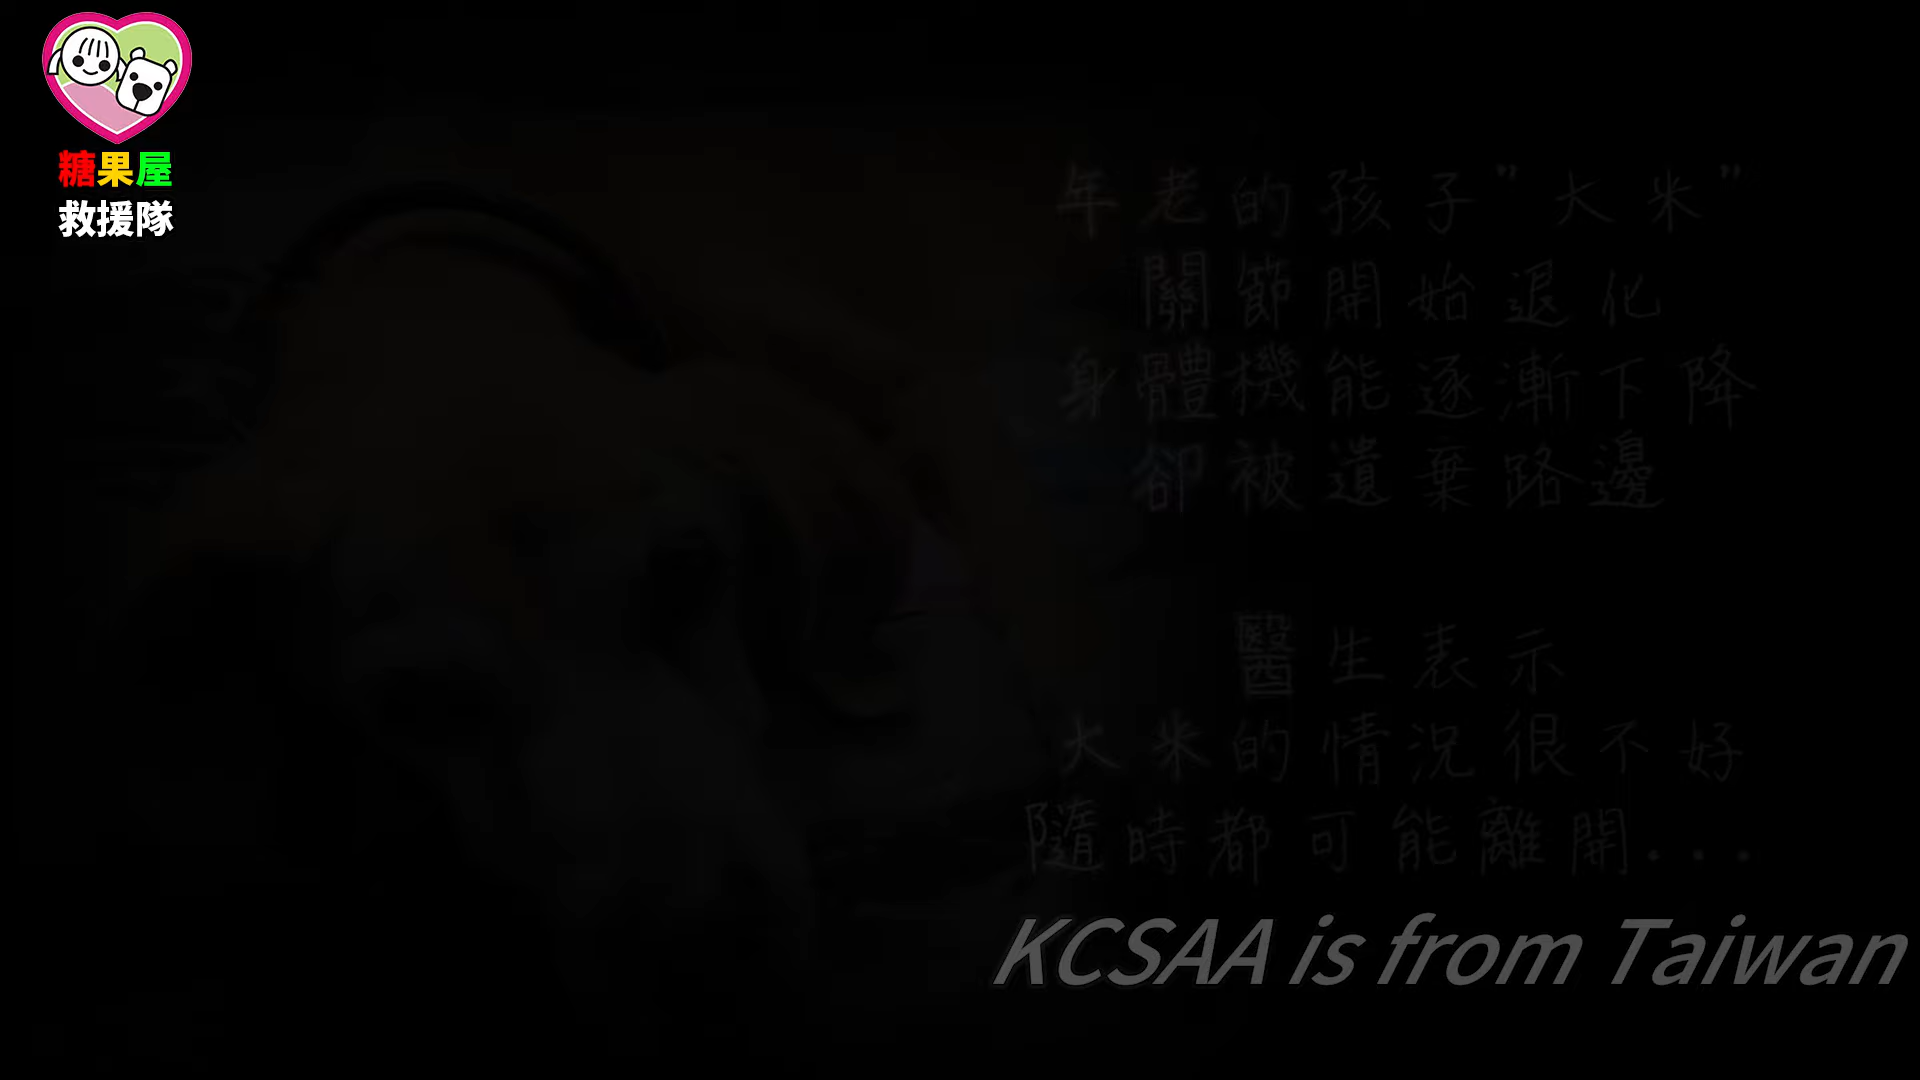 糖果屋
救援隊
年老的孩子"大米"
關節開始退化
身體機能逐漸下降
卻被遺棄路邊
醫生表示
大米的情況很不好
隨時都可能離開...
KCSAA is from Taiwan